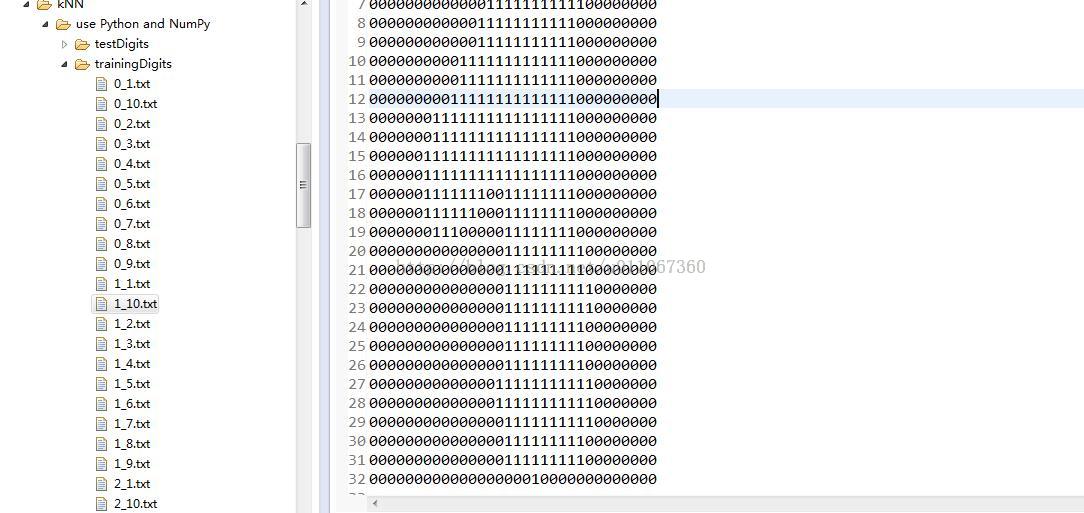 kNN
use Python and NumPy
testDigits
trainingDigits
0_1.txt
0_10.txt
0_2.txt
0_3.txt
0_4.txt
0_5.txt
0_6.txt
0_7.txt
0_8.txt
0_9.txt
1_1.txt
1_10.txt
1_2.txt
1_3.txt
1_4.txt
1_5.txt
1_6.txt
1_7.txt
1_8.txt
1_9.txt
2_1.txt
2_10.txt
7 00000000000001111111111100000000
8 00000000000001111111111100000000
9 00000000000011111111111000000000
10 00000000001111111111111000000000
11 00000000001111111111111000000000
12 00000000011111111111111000000000
13 00000001111111111111111000000000
14 00000001111111111111111000000000
15 00000011111111111111111000000000
16 00000011111111111111111000000000
17 00000011111110011111111000000000
18 00000011111100011111111000000000
19 00000001110000011111111000000000
20 00000000000000011111111100000000
21 00000000000000011111111100000000
22 00000000000000011111111110000000
23 00000000000000011111111110000000
24 00000000000000011111111100000000
25 00000000000000011111111100000000
26 00000000000000011111111100000000
27 00000000000000111111111110000000
28 00000000000000111111111110000000
29 00000000000000011111111110000000
30 00000000000000011111111100000000
31 00000000000000011111111100000000
32 00000000000000000010000000000000